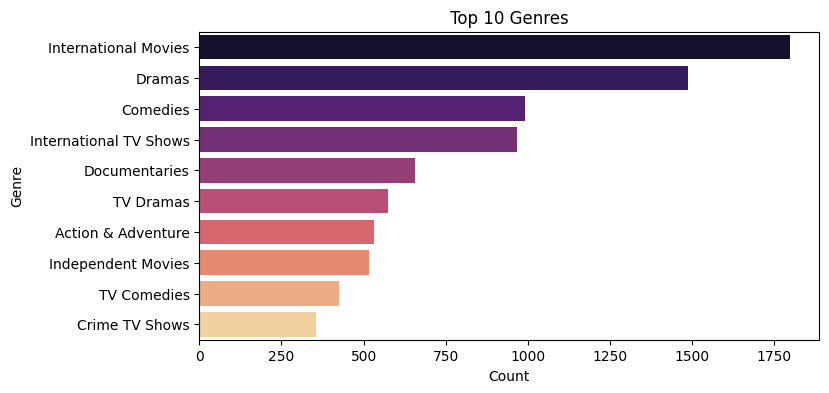 Top 10 Genres
Genre
International Movies
Dramas
Comedies
International TV Shows
Documentaries
TV Dramas
Action & Adventure
Independent Movies
TV Comedies
Crime TV Shows
0 250 500 750 1000 1250 1500 1750
Count